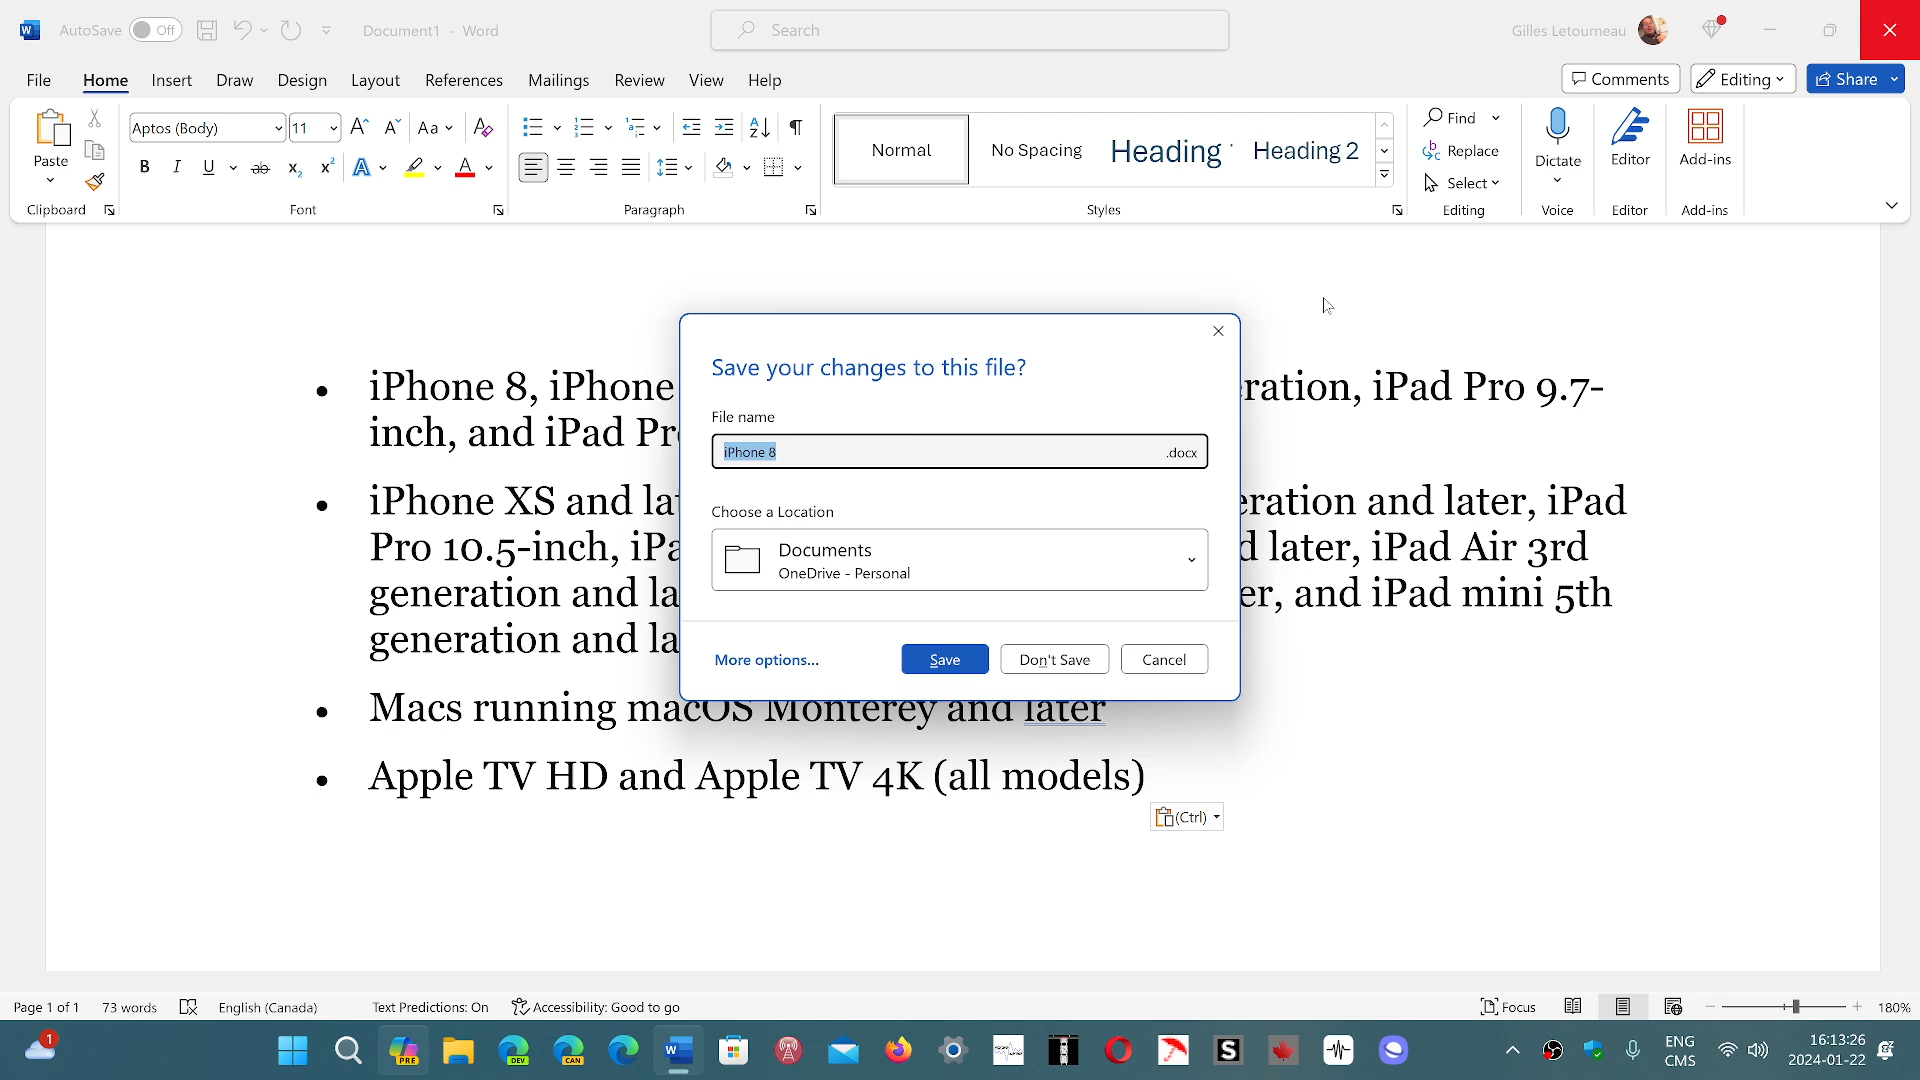 W AutoSave Off Document1 - Word Search Gilles Letourneau
File Home Insert Draw Design Layout References Mailings Review View Help Comments Editing Share
Paste Clipboard
Aptos (Body) 11 Aa Font
Paragraph
Normal No Spacing Heading 1 Heading 2 Styles
Find Replace Select Editing
Dictate Voice
Editor Editor
Add-ins Add-ins
Save your changes to this file?
File name
iPhone 8 .docx
Choose a Location
Documents
OneDrive - Personal
More options... Save Don't Save Cancel
• iPhone 8, iPhone eration, iPad Pro 9.7-
inch, and iPad Pr
• iPhone XS and la eration and later, iPad
Pro 10.5-inch, iPa d later, iPad Air 3rd
generation and la er, and iPad mini 5th
generation and la
• Macs running macOS Monterey and later
• Apple TV HD and Apple TV 4K (all models)
(Ctrl)
Page 1 of 1 73 words English (Canada) Text Predictions: On Accessibility: Good to go Focus 180%
1 PRE DEV CAN W S ENG 16:13:26
CMS 2024-01-22